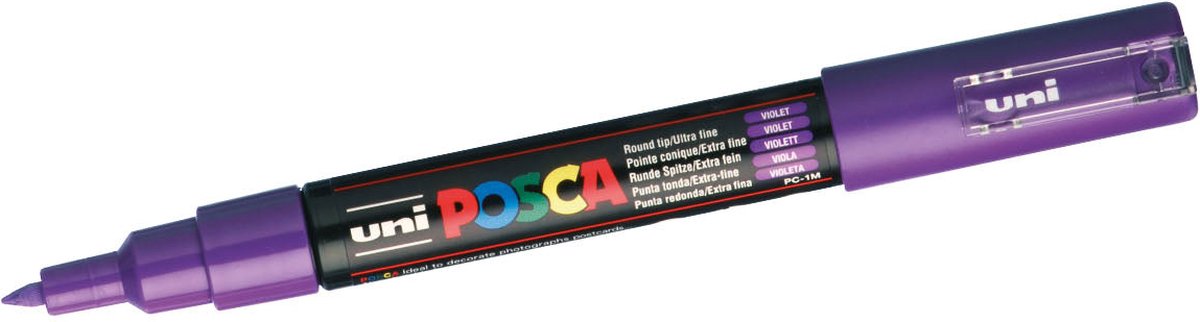 uni
uni POSCA
Round tip/Ultra fine
Pointe conique/Extra fine
Runde Spitze/Extra fein
Punta tonda/Extra-fine
Punta redonda/Extra fina
VIOLET
VIOLET
VIOLETT
VIOLA
VIOLETA
PC-1M
POSCA Ideal to decorate photographs postcards